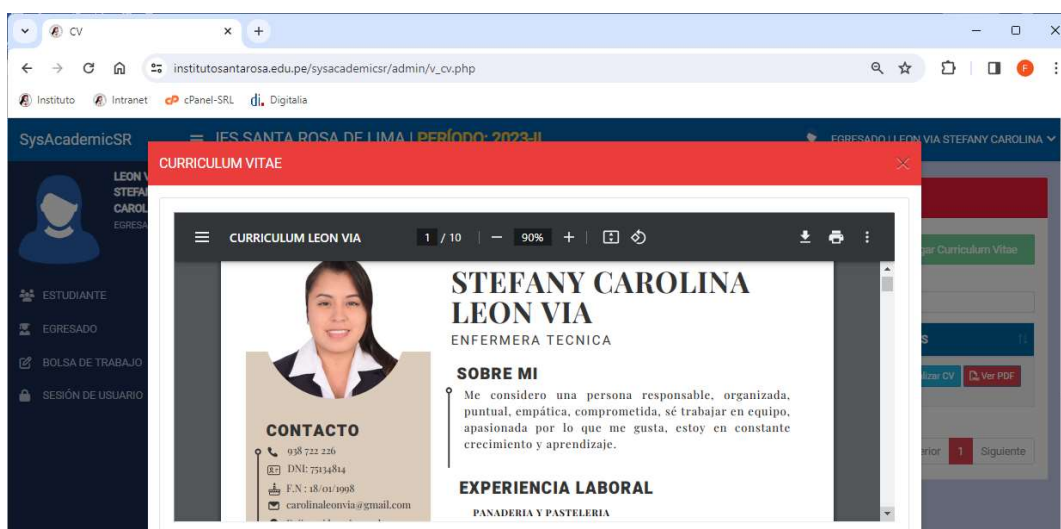 CV
institutosantarosa.edu.pe/sysacademicsr/admin/v_cv.php
Instituto Intranet cPanel-SRL Digitalia
SysAcademicSR IES SANTA ROSA DE LIMA | PERÍODO: 2023-II EGRESADO | LEON VIA STEFANY CAROLINA
CURRICULUM VITAE
LEON V
STEFA
CAROL
EGRESA
ESTUDIANTE
EGRESADO
BOLSA DE TRABAJO
SESIÓN DE USUARIO
gar Curriculum Vitae
S
lizar CV Ver PDF
erior 1 Siguiente
CURRICULUM LEON VIA 1 / 10 90%
STEFANY CAROLINA
LEON VIA
ENFERMERA TECNICA
SOBRE MI
Me considero una persona responsable, organizada,
puntual, empática, comprometida, sé trabajar en equipo,
apasionada por lo que me gusta, estoy en constante
crecimiento y aprendizaje.
CONTACTO
938 722 226
DNI: 75134814
F.N : 18/01/1998
carolinaleonvia@gmail.com
EXPERIENCIA LABORAL
PANADERIA Y PASTELERIA